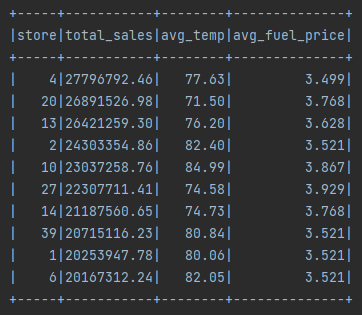 +-----+-----------+--------+--------------+
|store|total_sales|avg_temp|avg_fuel_price|
+-----+-----------+--------+--------------+
|    4|27796792.46|   77.63|         3.499|
|   20|26891526.98|   71.50|         3.768|
|   13|26421259.30|   76.20|         3.628|
|    2|24303354.86|   82.40|         3.521|
|   10|23037258.76|   84.99|         3.867|
|   27|22307711.41|   74.58|         3.929|
|   14|21187560.65|   74.73|         3.768|
|   39|20715116.23|   80.84|         3.521|
|    1|20253947.78|   80.06|         3.521|
|    6|20167312.24|   82.05|         3.521|
+-----+-----------+--------+--------------+